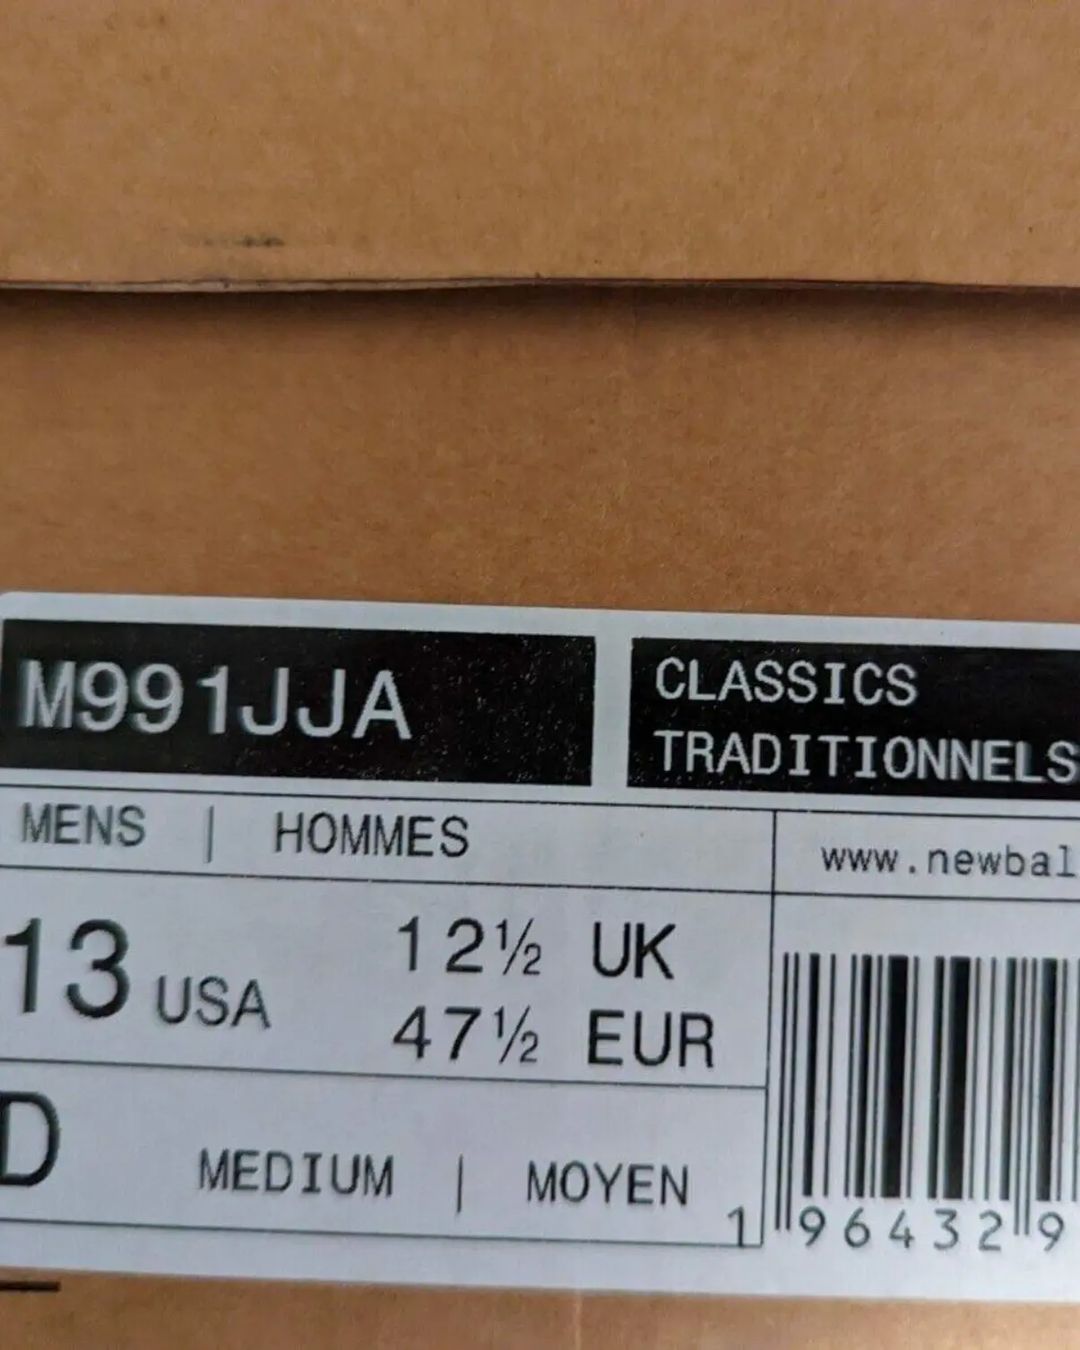 M991JJA
CLASSICS
TRADITIONNELS
MENS | HOMMES
www.newbal
13 USA
12½ UK
47½ EUR
D MEDIUM | MOYEN
1 96432 9